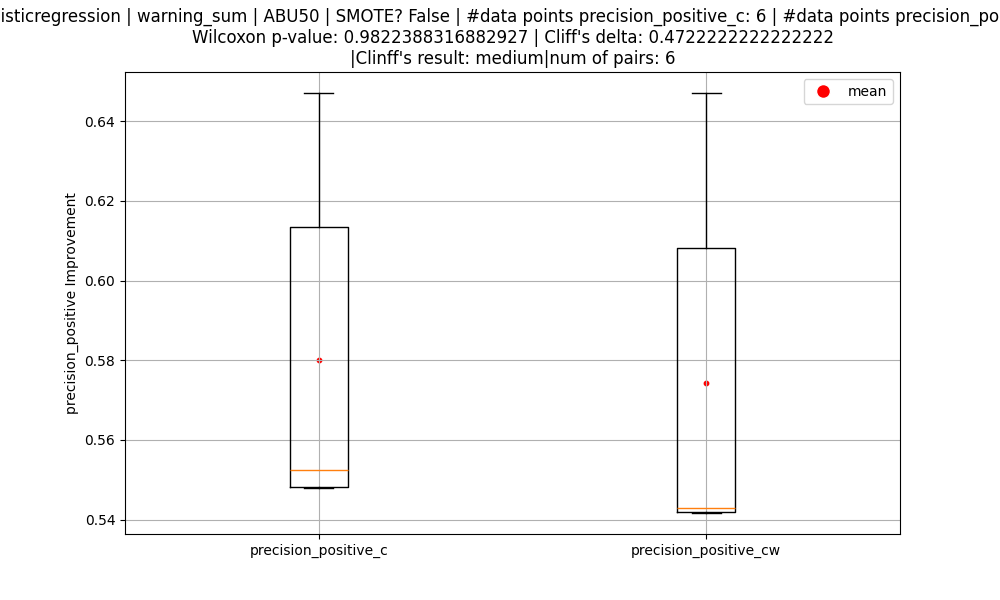 isticregression | warning_sum | ABU50 | SMOTE? False | #data points precision_positive_c: 6 | #data points precision_po
Wilcoxon p-value: 0.9822388316882927 | Cliff's delta: 0.4722222222222222
|Clinff's result: medium|num of pairs: 6
mean
precision_positive Improvement
0.64
0.62
0.60
0.58
0.56
0.54
precision_positive_c
precision_positive_cw